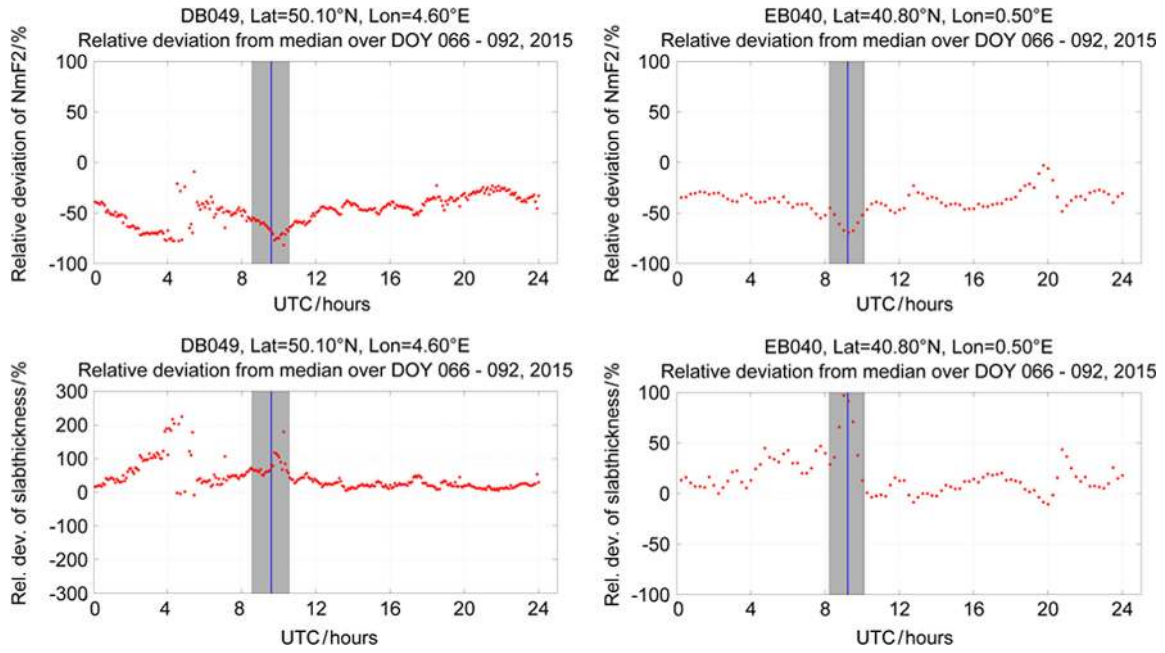 DB049, Lat=50.10°N, Lon=4.60°E
Relative deviation from median over DOY 066 - 092, 2015
Relative deviation of NmF2/%
100
50
0
-50
-100
0 4 8 12 16 20 24
UTC/hours
EB040, Lat=40.80°N, Lon=0.50°E
Relative deviation from median over DOY 066 - 092, 2015
Relative deviation of NmF2/%
100
50
0
-50
-100
0 4 8 12 16 20 24
UTC/hours
DB049, Lat=50.10°N, Lon=4.60°E
Relative deviation from median over DOY 066 - 092, 2015
Rel. dev. of slabthickness/%
300
200
100
0
-100
-200
-300
0 4 8 12 16 20 24
UTC/hours
EB040, Lat=40.80°N, Lon=0.50°E
Relative deviation from median over DOY 066 - 092, 2015
Rel. dev. of slabthickness/%
100
50
0
-50
-100
0 4 8 12 16 20 24
UTC/hours